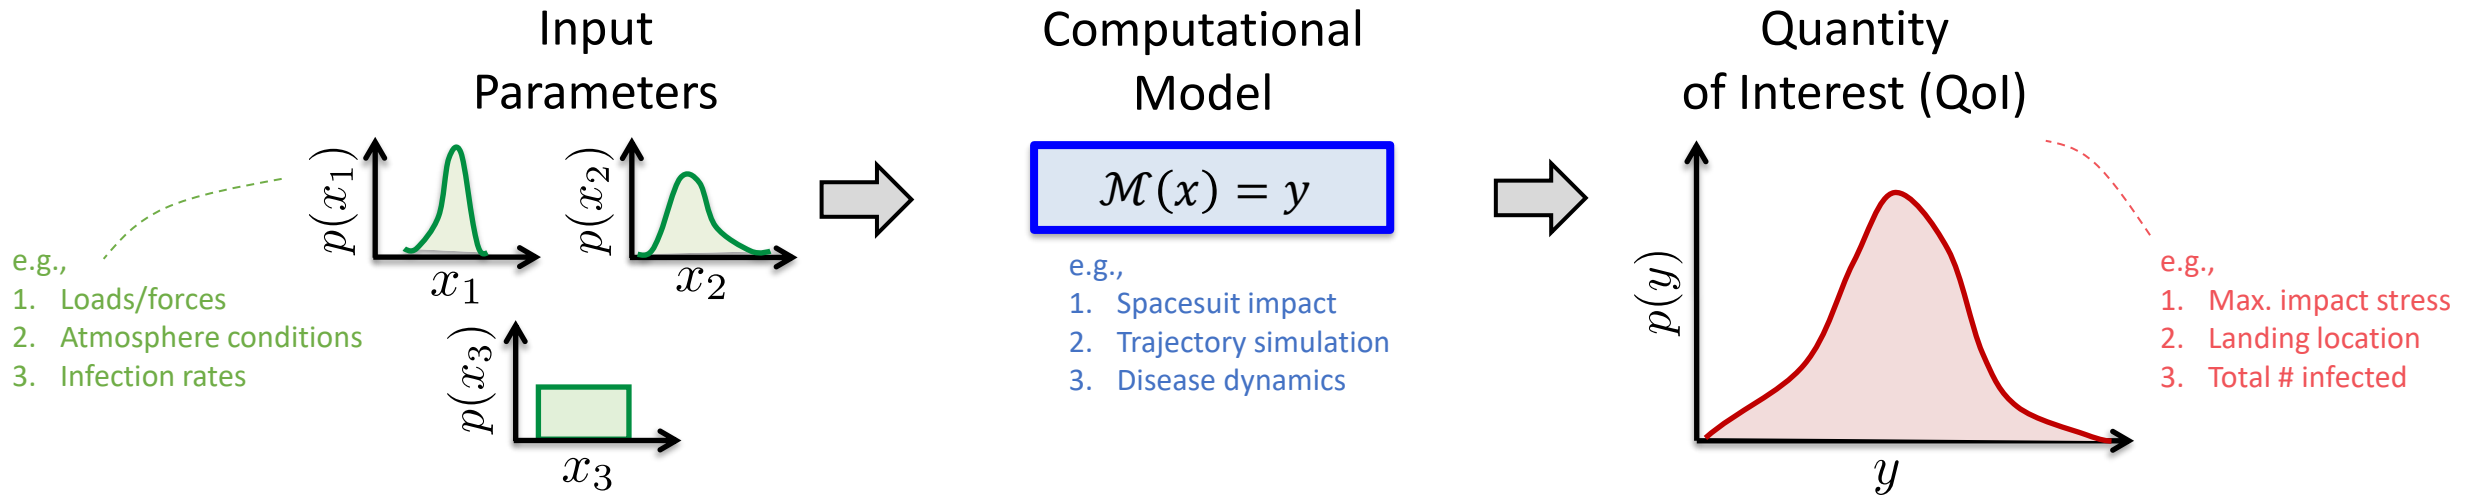 Input
Parameters
p(x₁)
x₁
p(x₂)
x₂
p(x₃)
x₃
e.g.,
1. Loads/forces
2. Atmosphere conditions
3. Infection rates
Computational
Model
ℳ(x) = y
e.g.,
1. Spacesuit impact
2. Trajectory simulation
3. Disease dynamics
Quantity
of Interest (QoI)
p(y)
y
e.g.,
1. Max. impact stress
2. Landing location
3. Total # infected